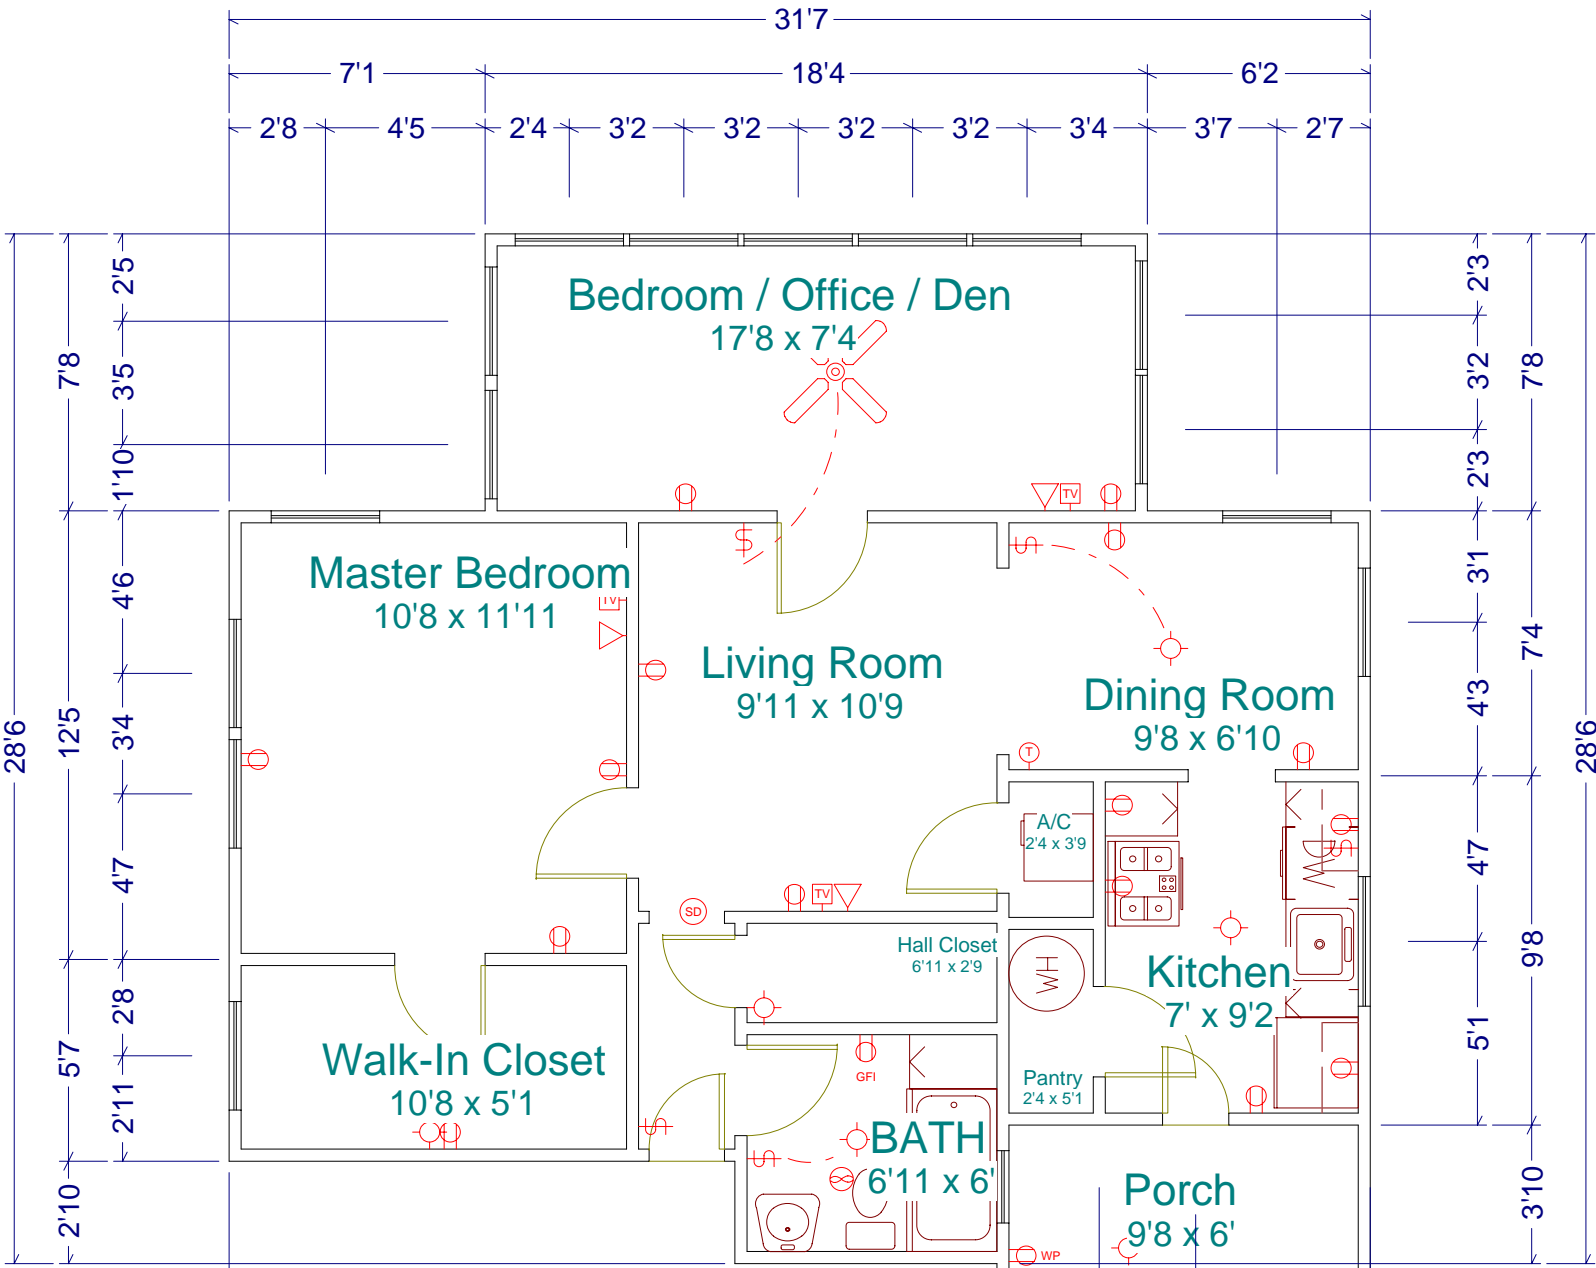 31'7
7'1
18'4
6'2
2'8
4'5
2'4
3'2
3'2
3'2
3'2
3'4
3'7
2'7
28'6
7'8
12'5
5'7
2'10
2'5
3'5
1'10
4'6
3'4
4'7
2'8
2'11
Bedroom / Office / Den
17'8 x 7'4
TV
Master Bedroom
10'8 x 11'11
TV
Living Room
9'11 x 10'9
Dining Room
9'8 x 6'10
T
A/C
2'4 x 3'9
SD
TV
Hall Closet
6'11 x 2'9
WH
Kitchen
7' x 9'2
W
Walk-In Closet
10'8 x 5'1
GFI
Pantry
2'4 x 5'1
BATH
6'11 x 6'
Porch
9'8 x 6'
WP
2'3
3'2
2'3
3'1
4'3
4'7
5'1
7'8
7'4
9'8
3'10
28'6